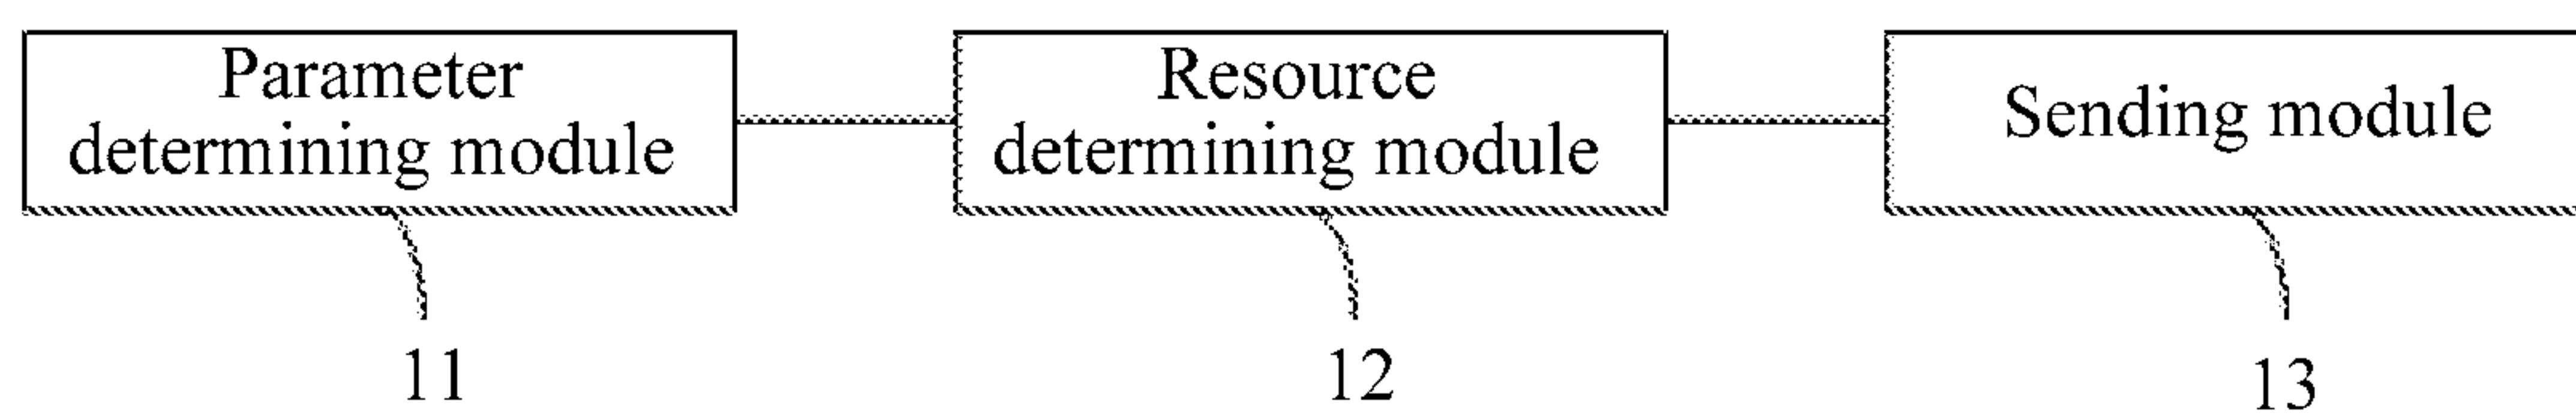 Parameter
determining module
Resource
determining module
Sending module
11
12
13